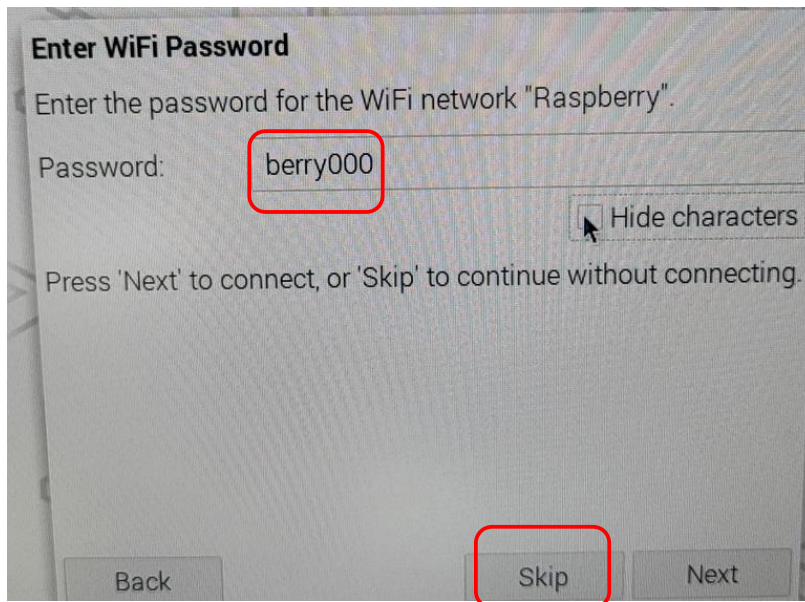 Enter WiFi Password
Enter the password for the WiFi network "Raspberry".
Password: berry000
Hide characters
Press 'Next' to connect, or 'Skip' to continue without connecting.
Back Skip Next